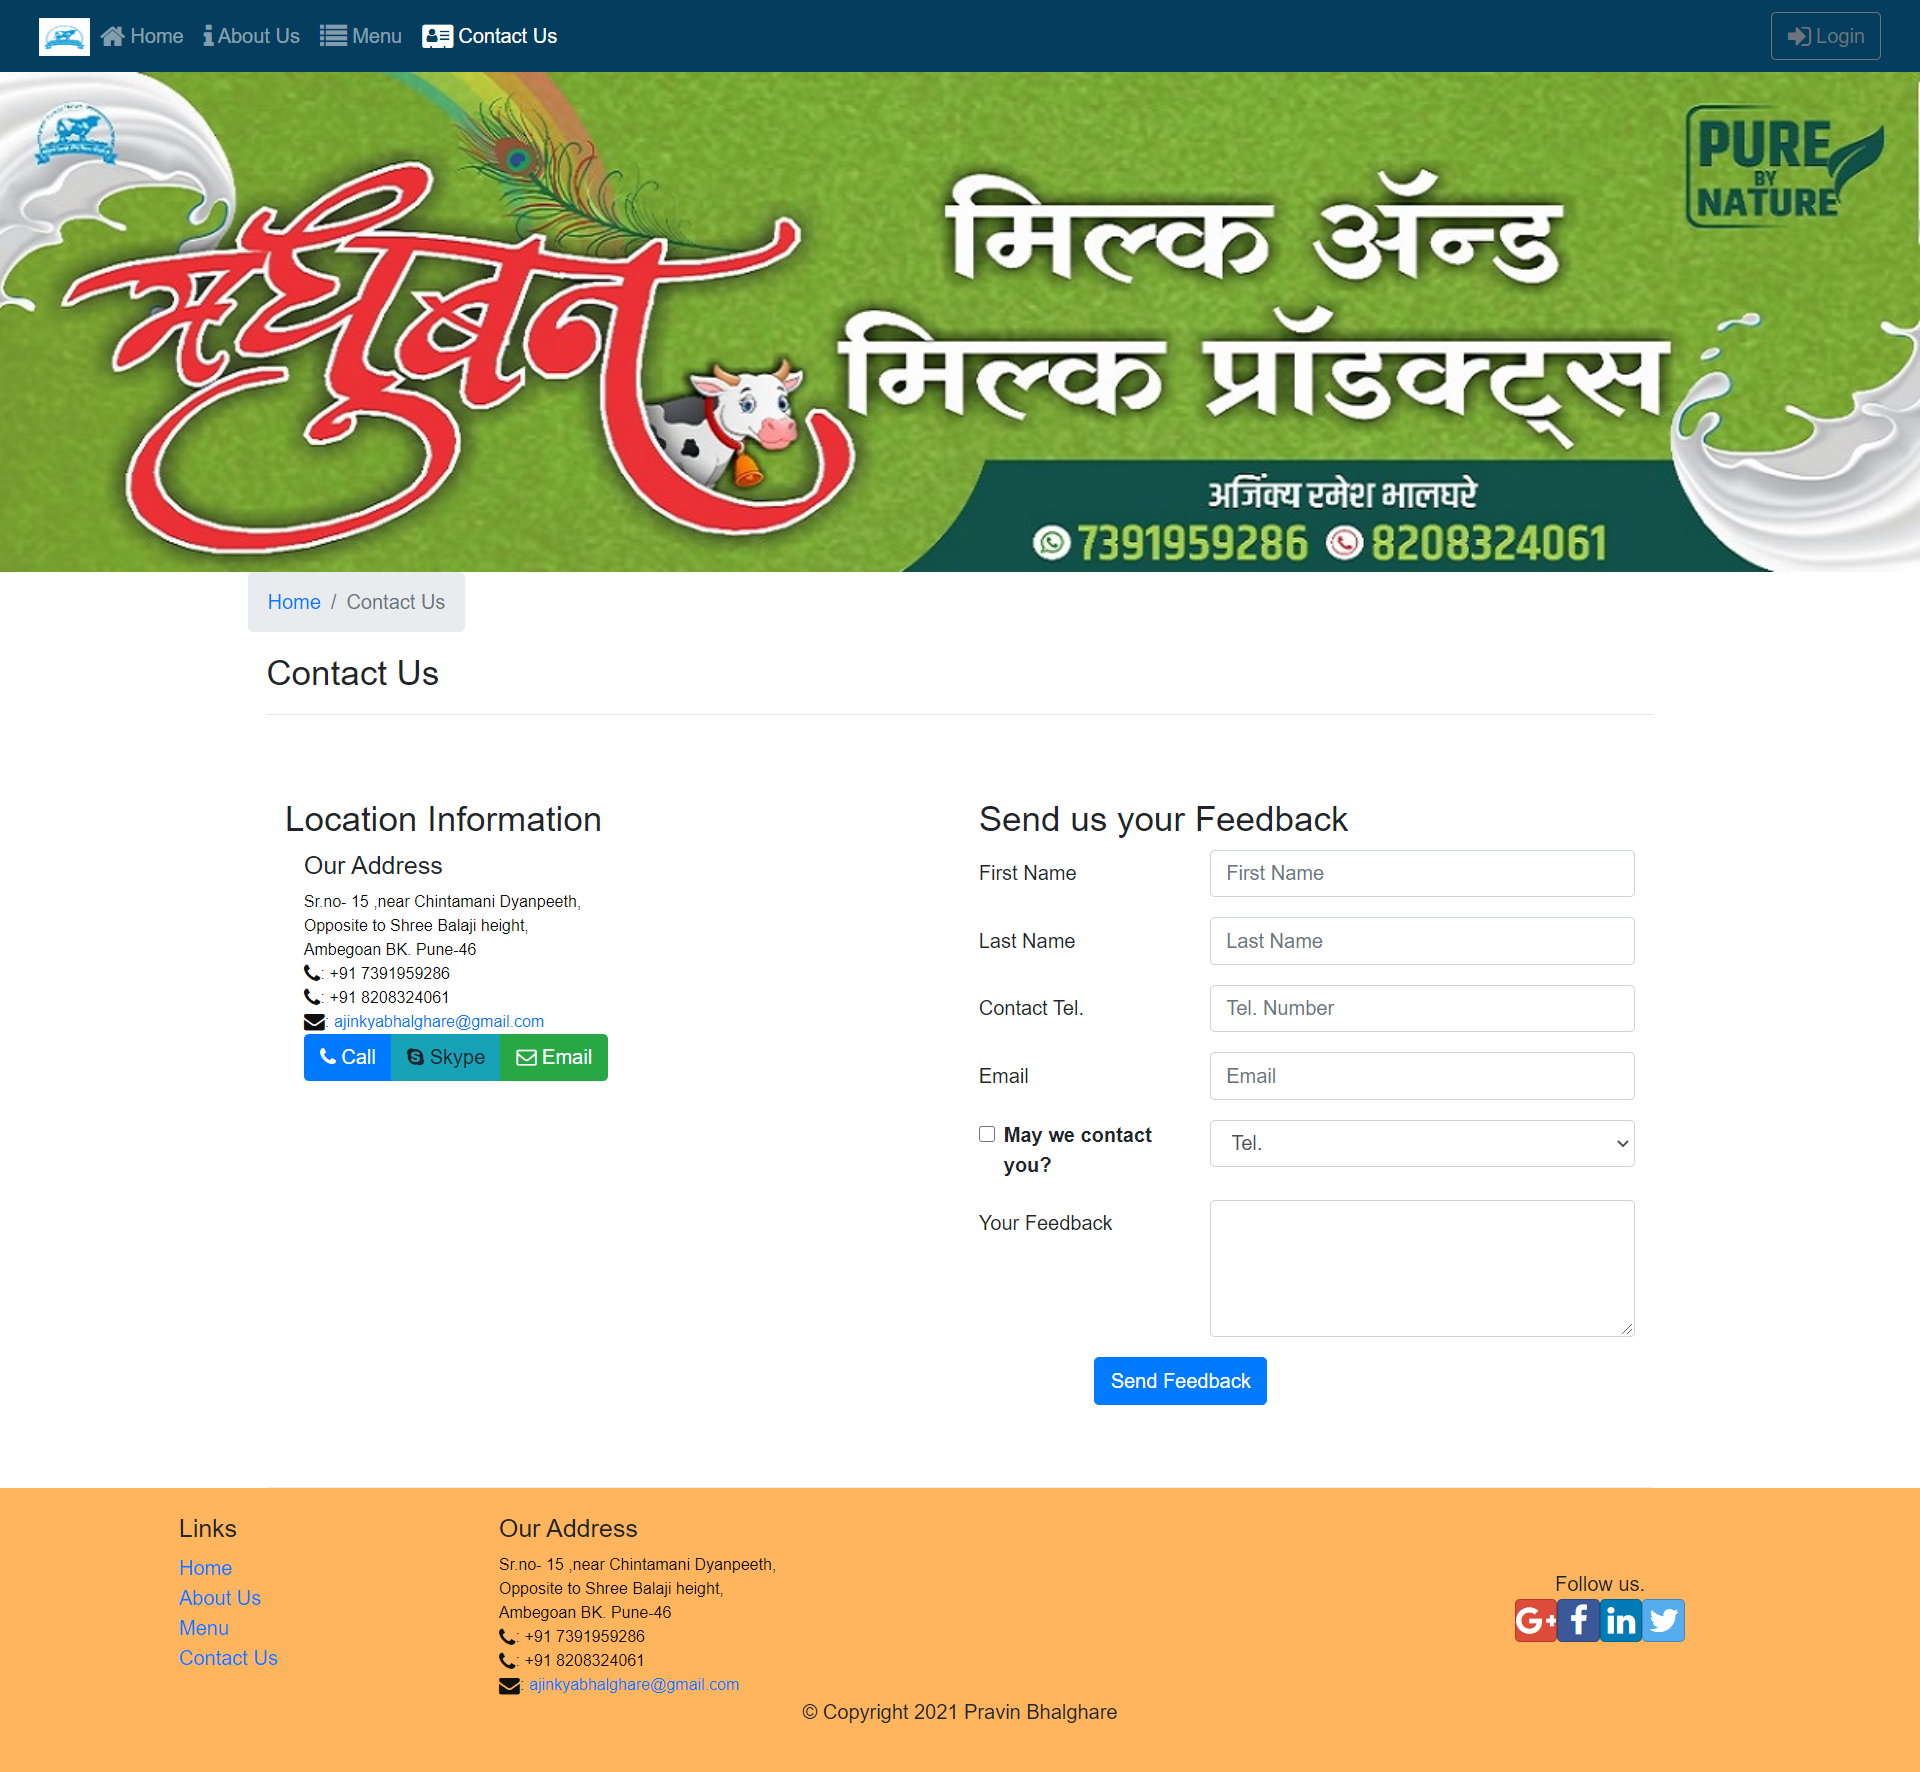 Home About Us Menu Contact Us Login
PURE
BY
NATURE
मधुबन
मिल्क ॲन्ड
मिल्क प्रॉडक्ट्स
अजिंक्य रमेश भालघरे
7391959286 8208324061
Home / Contact Us
Contact Us
Location Information
Our Address
Sr.no- 15 ,near Chintamani Dyanpeeth,
Opposite to Shree Balaji height,
Ambegoan BK. Pune-46
: +91 7391959286
: +91 8208324061
: ajinkyabhalghare@gmail.com
Call Skype Email
Send us your Feedback
First Name First Name
Last Name Last Name
Contact Tel. Tel. Number
Email Email
May we contact Tel.
you?
Your Feedback
Send Feedback
Links
Home
About Us
Menu
Contact Us
Our Address
Sr.no- 15 ,near Chintamani Dyanpeeth,
Opposite to Shree Balaji height,
Ambegoan BK. Pune-46
: +91 7391959286
: +91 8208324061
: ajinkyabhalghare@gmail.com
Follow us.
© Copyright 2021 Pravin Bhalghare